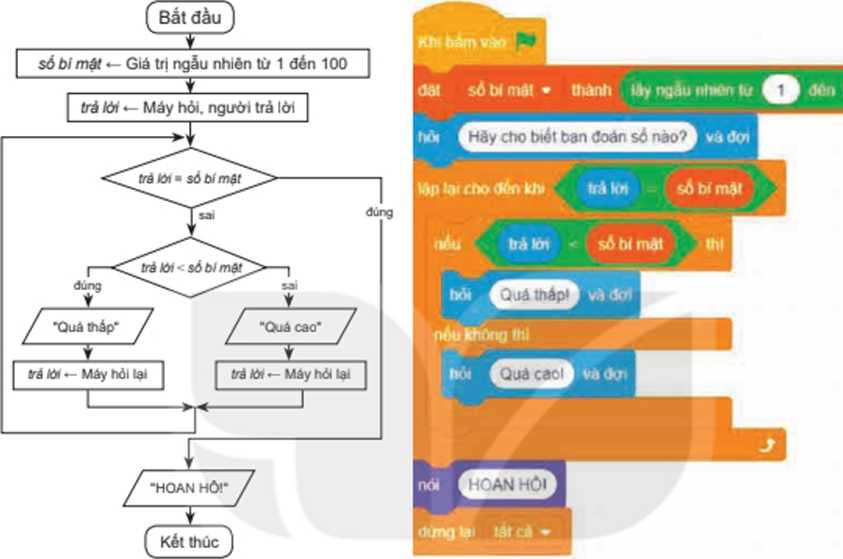 Bắt đầu
số bí mật ← Giá trị ngẫu nhiên từ 1 đến 100
trả lời ← Máy hỏi, người trả lời
trả lời = số bí mật
sai
đúng
trả lời < số bí mật
đúng
sai
"Quá thấp"
"Quá cao"
trả lời ← Máy hỏi lại
trả lời ← Máy hỏi lại
"HOAN HÔ!"
Kết thúc
Khi bấm vào
đặt số bí mật thành lấy ngẫu nhiên từ 1 đến
hỏi Hãy cho biết bạn đoán số nào? và đợi
lặp lại cho đến khi trả lời = số bí mật
nếu trả lời < số bí mật thì
hỏi Quá thấp! và đợi
nếu không thì
hỏi Quá cao! và đợi
nói HOAN HÔ!
dừng lại tất cả